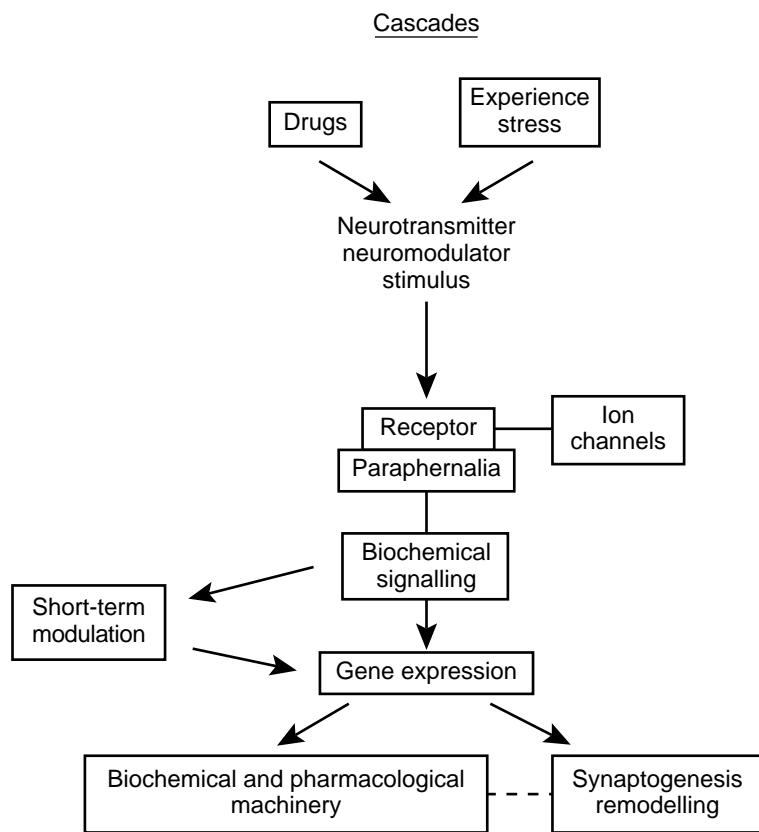 Cascades
Drugs
Experience
stress
Neurotransmitter
neuromodulator
stimulus
Receptor
Ion
channels
Paraphernalia
Biochemical
signalling
Short-term
modulation
Gene expression
Biochemical and pharmacological
machinery
Synaptogenesis
remodelling